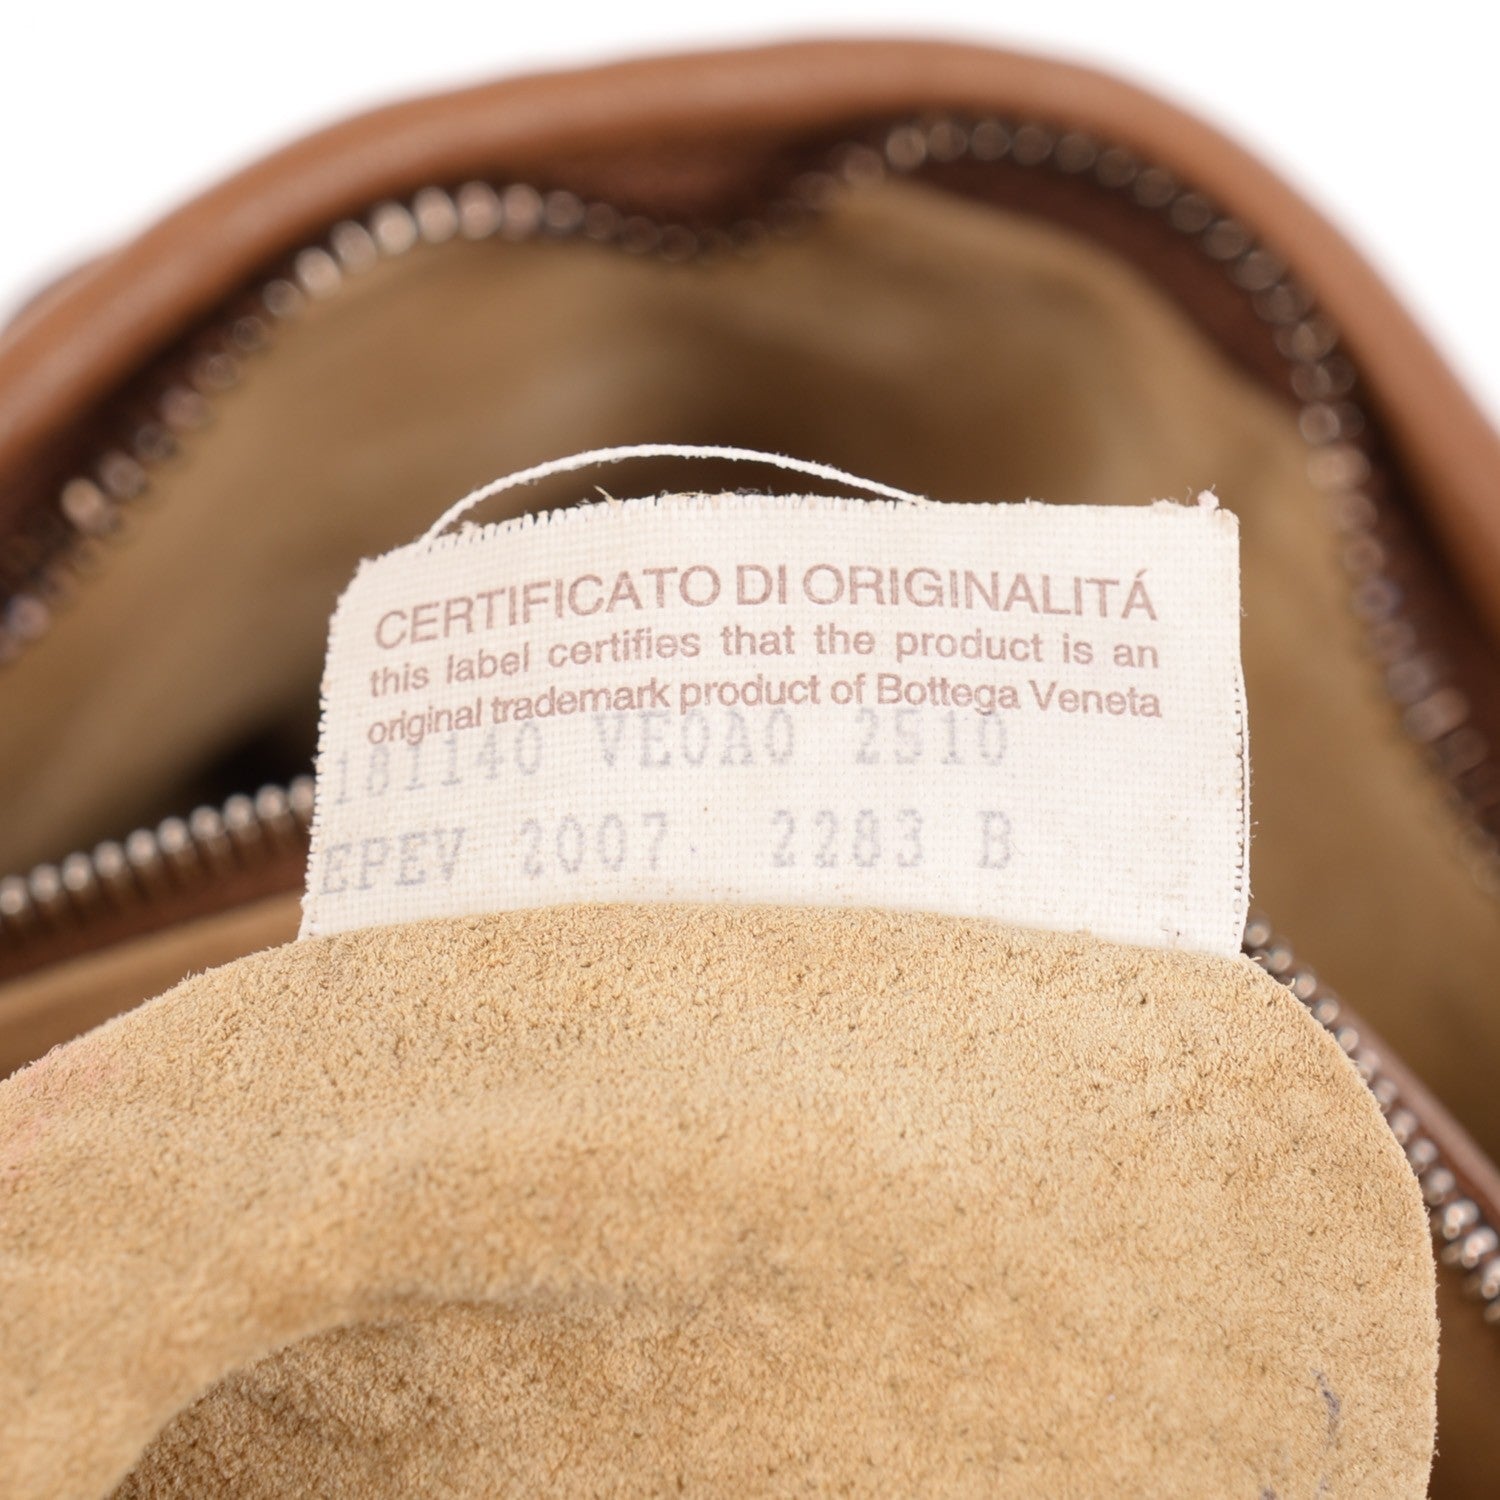 CERTIFICATO DI ORIGINALITÁ
this label certifies that the product is an
original trademark product of Bottega Veneta
181140 VE0A0 2510
EPEV 2007 2283 B